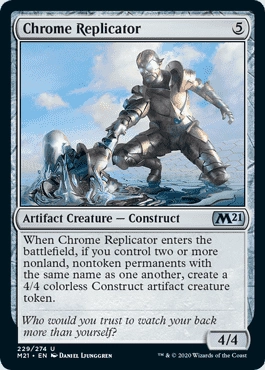 Chrome Replicator 5
Artifact Creature — Construct M21
When Chrome Replicator enters the
battlefield, if you control two or more
nonland, nontoken permanents with
the same name as one another, create a
4/4 colorless Construct artifact creature
token.
Who would you trust to watch your back
more than yourself?
4/4
229/274 U
M21 • EN Daniel Ljunggren
™ & © 2020 Wizards of the Coast